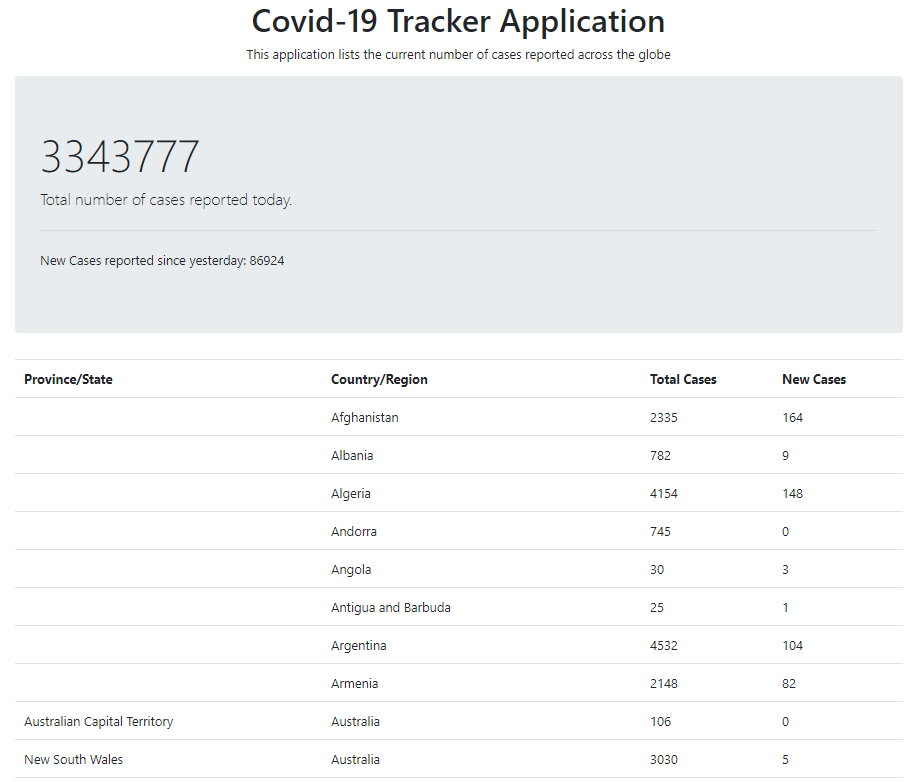 Covid-19 Tracker Application
This application lists the current number of cases reported across the globe
3343777
Total number of cases reported today.
New Cases reported since yesterday: 86924
Province/State Country/Region Total Cases New Cases
Afghanistan 2335 164
Albania 782 9
Algeria 4154 148
Andorra 745 0
Angola 30 3
Antigua and Barbuda 25 1
Argentina 4532 104
Armenia 2148 82
Australian Capital Territory Australia 106 0
New South Wales Australia 3030 5